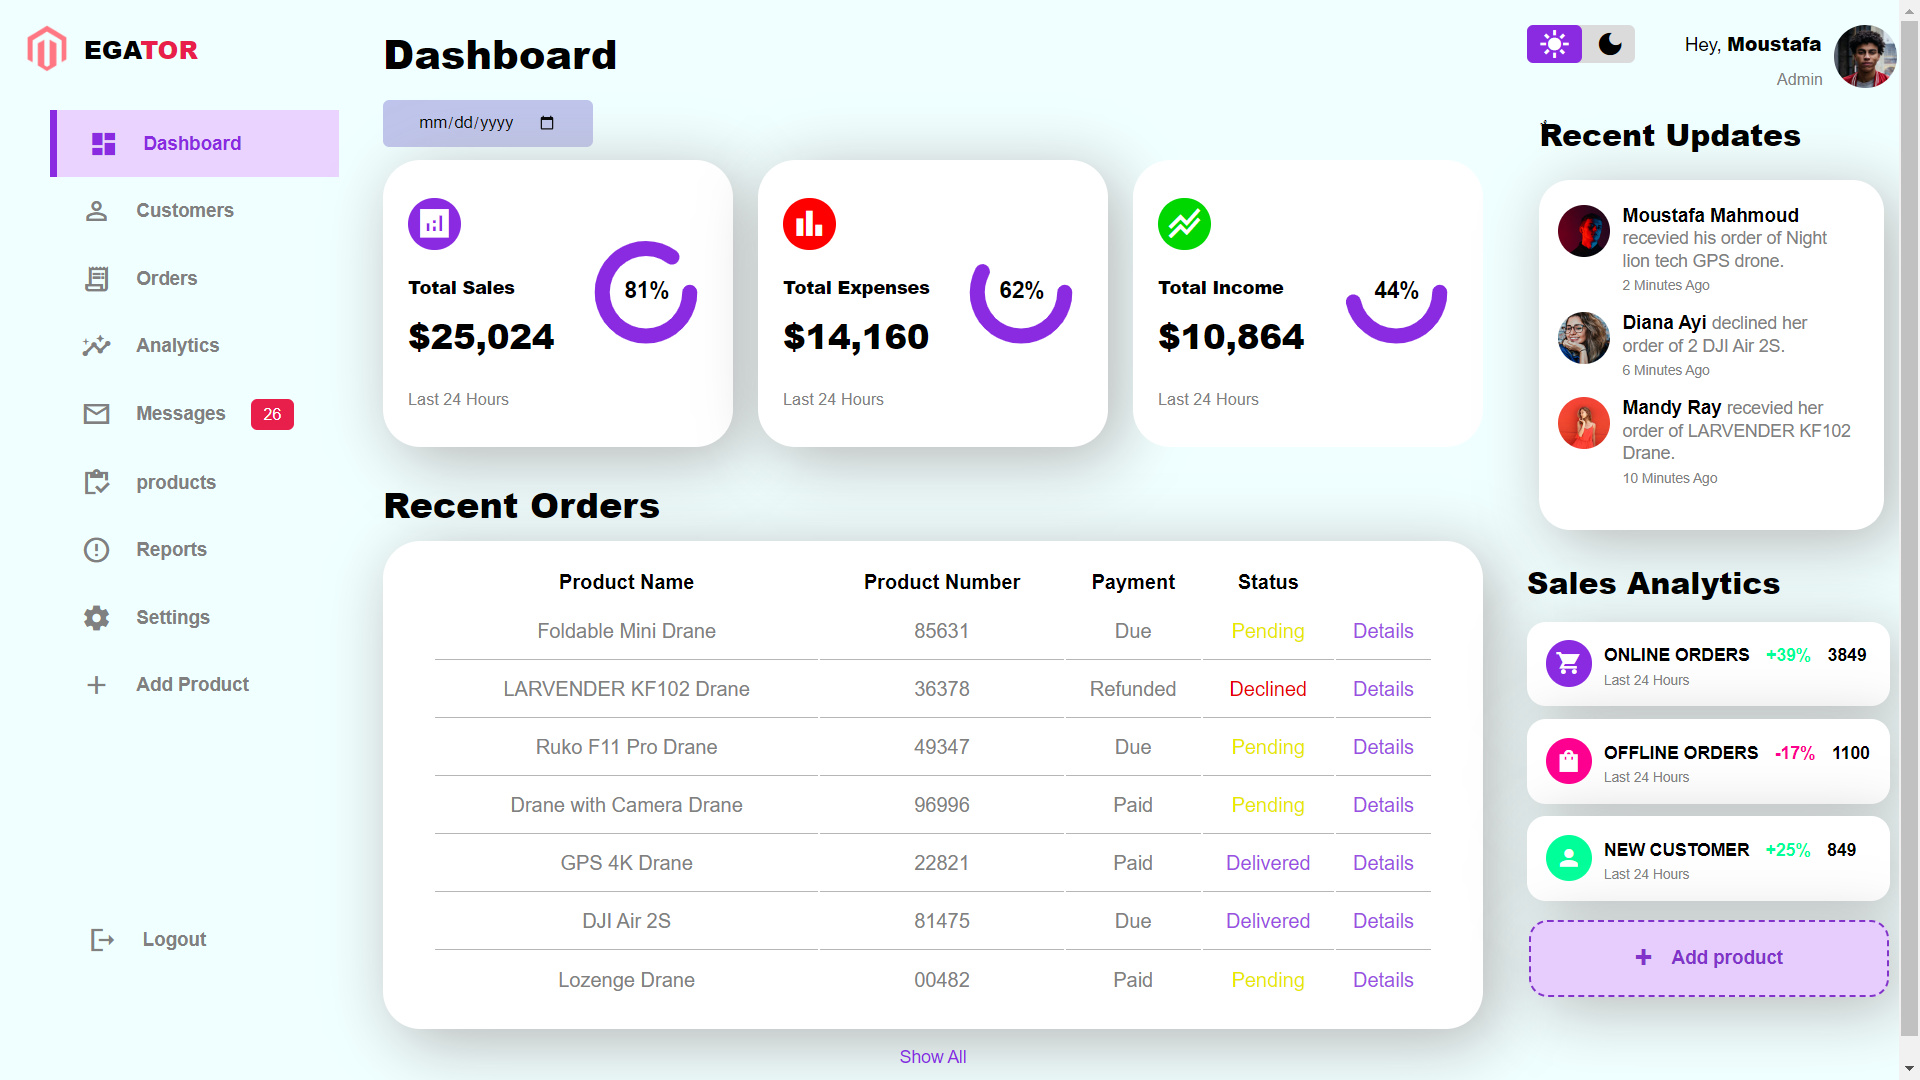 EGATOR
Dashboard
Customers
Orders
Analytics
Messages 26
products
Reports
Settings
Add Product
Logout
Dashboard
mm/dd/yyyy
Total Sales
$25,024
81%
Last 24 Hours
Total Expenses
$14,160
62%
Last 24 Hours
Total Income
$10,864
44%
Last 24 Hours
Recent Orders
Product Name Product Number Payment Status
Foldable Mini Drane 85631 Due Pending Details
LARVENDER KF102 Drane 36378 Refunded Declined Details
Ruko F11 Pro Drane 49347 Due Pending Details
Drane with Camera Drane 96996 Paid Pending Details
GPS 4K Drane 22821 Paid Delivered Details
DJI Air 2S 81475 Due Delivered Details
Lozenge Drane 00482 Paid Pending Details
Show All
Hey, Moustafa
Admin
Recent Updates
Moustafa Mahmoud
recevied his order of Night
lion tech GPS drone.
2 Minutes Ago
Diana Ayi declined her
order of 2 DJI Air 2S.
6 Minutes Ago
Mandy Ray recevied her
order of LARVENDER KF102
Drane.
10 Minutes Ago
Sales Analytics
ONLINE ORDERS +39% 3849
Last 24 Hours
OFFLINE ORDERS -17% 1100
Last 24 Hours
NEW CUSTOMER +25% 849
Last 24 Hours
+ Add product